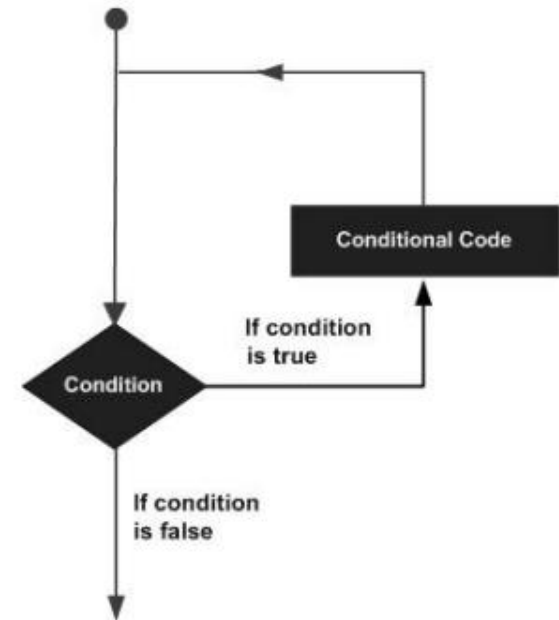 Conditional Code
If condition
is true
Condition
If condition
is false